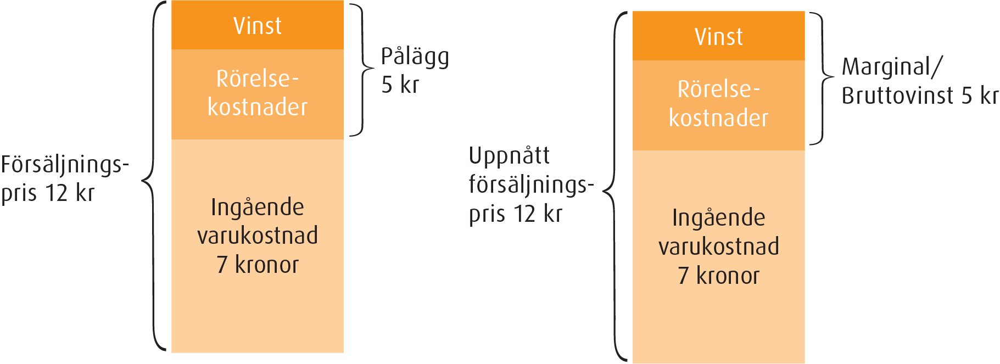 Försäljnings-
pris 12 kr
Vinst
Rörelse-
kostnader
Ingående
varukostnad
7 kronor
Pålägg
5 kr
Uppnått
försäljnings-
pris 12 kr
Vinst
Rörelse-
kostnader
Ingående
varukostnad
7 kronor
Marginal/
Bruttovinst 5 kr